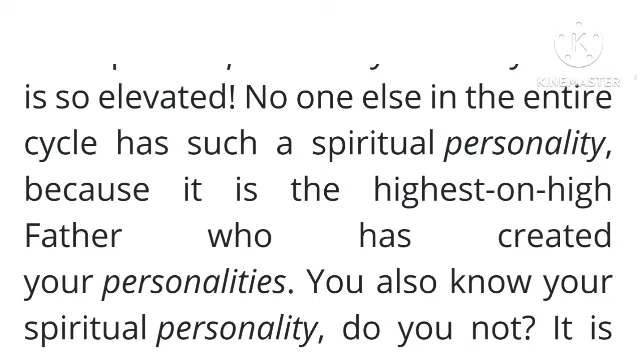 is so elevated! No one else in the entire
cycle has such a spiritual personality,
because it is the highest-on-high
Father who has created
your personalities. You also know your
spiritual personality, do you not? It is
K
KINEMASTER